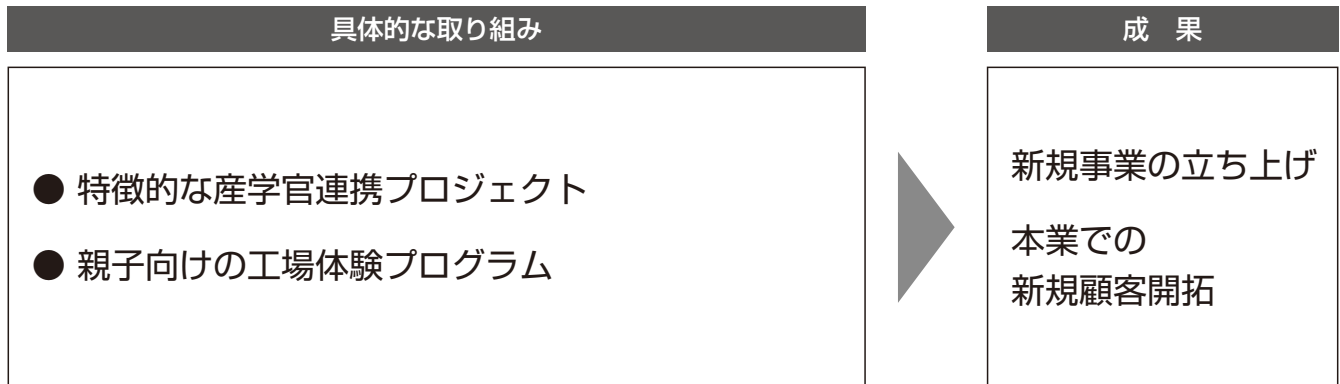 具体的な取り組み
成　果
● 特徴的な産学官連携プロジェクト
● 親子向けの工場体験プログラム
新規事業の立ち上げ
本業での
新規顧客開拓